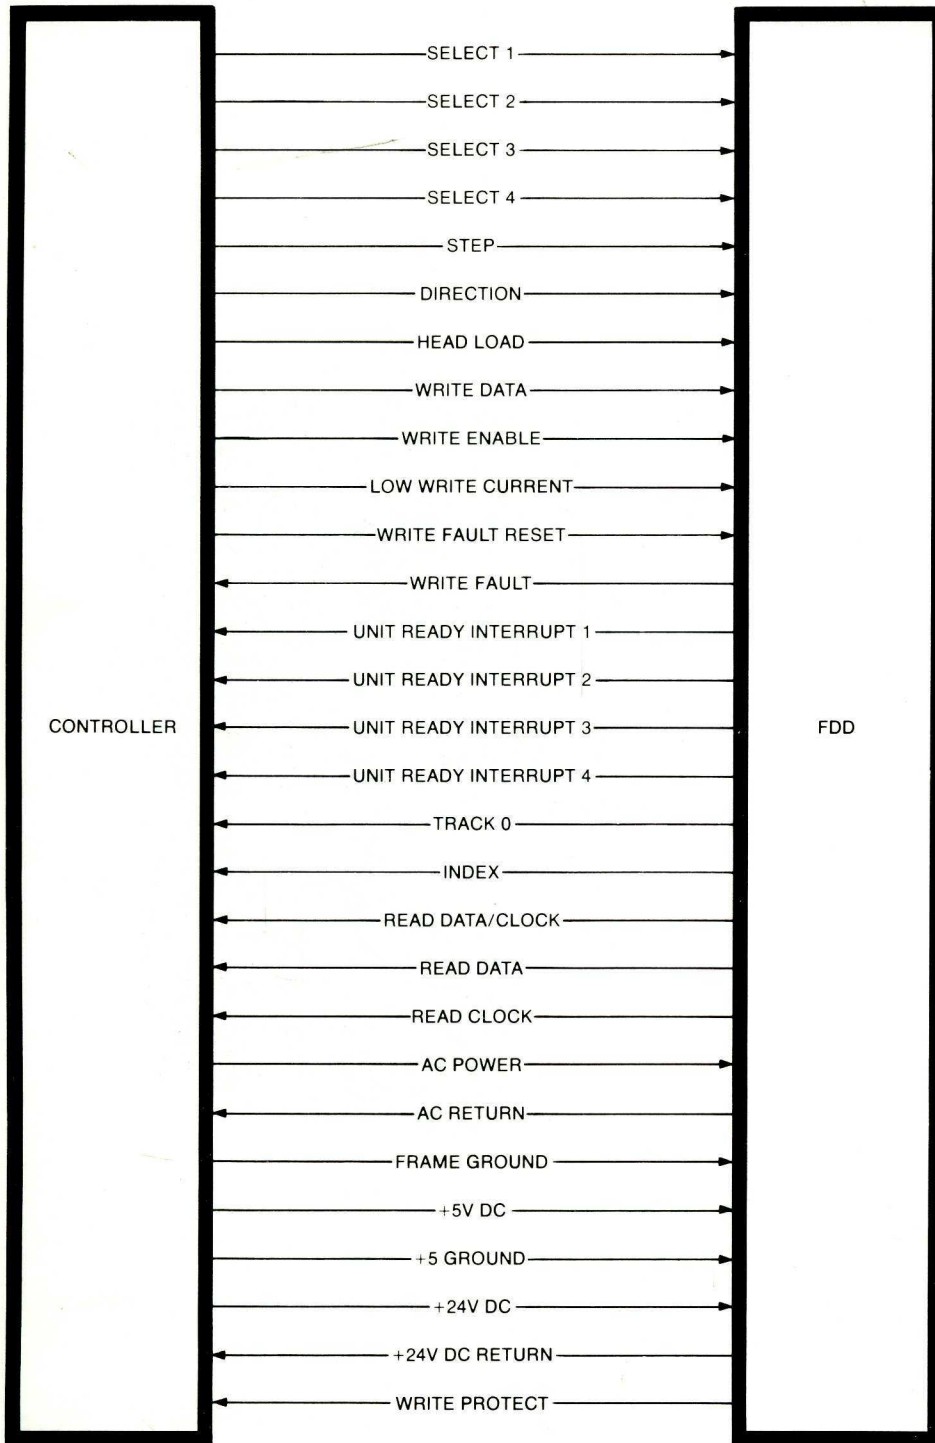 SELECT 1
SELECT 2
SELECT 3
SELECT 4
STEP
DIRECTION
HEAD LOAD
WRITE DATA
WRITE ENABLE
LOW WRITE CURRENT
WRITE FAULT RESET
WRITE FAULT
UNIT READY INTERRUPT 1
UNIT READY INTERRUPT 2
CONTROLLER
UNIT READY INTERRUPT 3
FDD
UNIT READY INTERRUPT 4
TRACK 0
INDEX
READ DATA/CLOCK
READ DATA
READ CLOCK
AC POWER
AC RETURN
FRAME GROUND
+5V DC
+5 GROUND
+24V DC
+24V DC RETURN
WRITE PROTECT